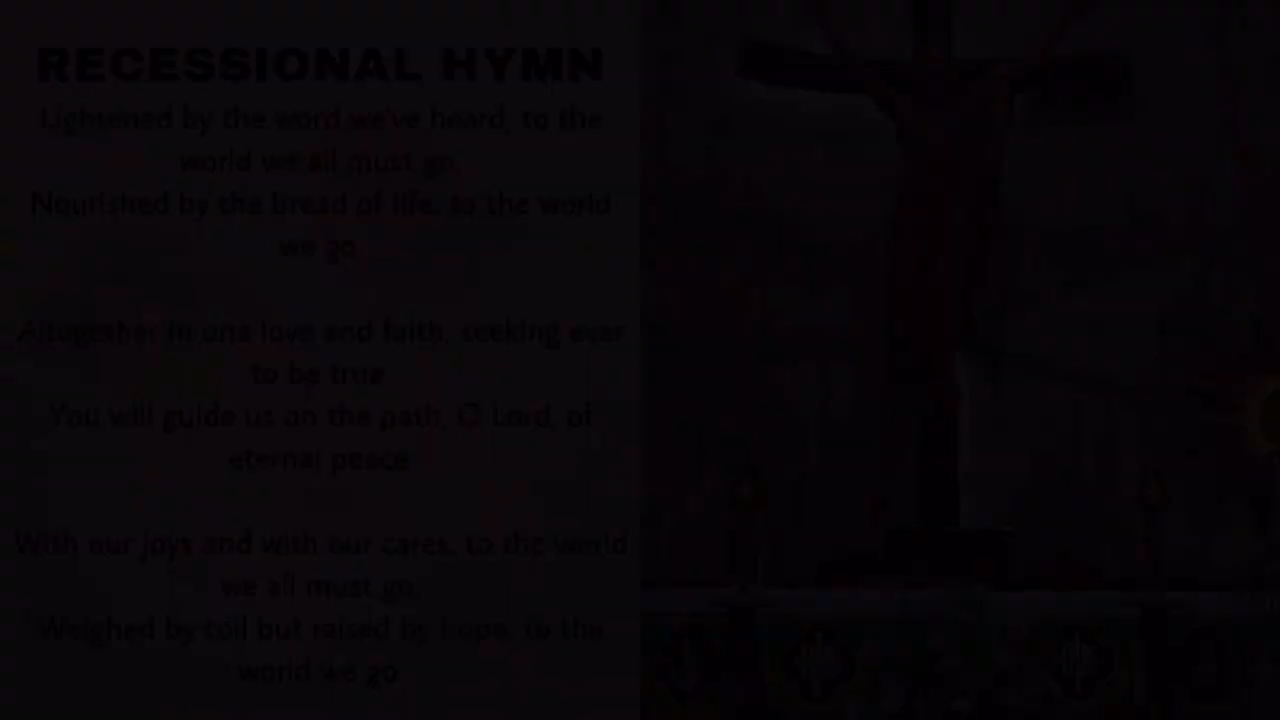 RECESSIONAL HYMN
Lightened by the word we've heard, to the
world we all must go,
Nourished by the bread of life, to the world
we go
Altogether in one love and faith, seeking ever
to be true
You will guide us on the path, O Lord, of
eternal peace
With our joys and with our cares, to the world
we all must go,
Weighed by toil but raised by hope, to the
world we go